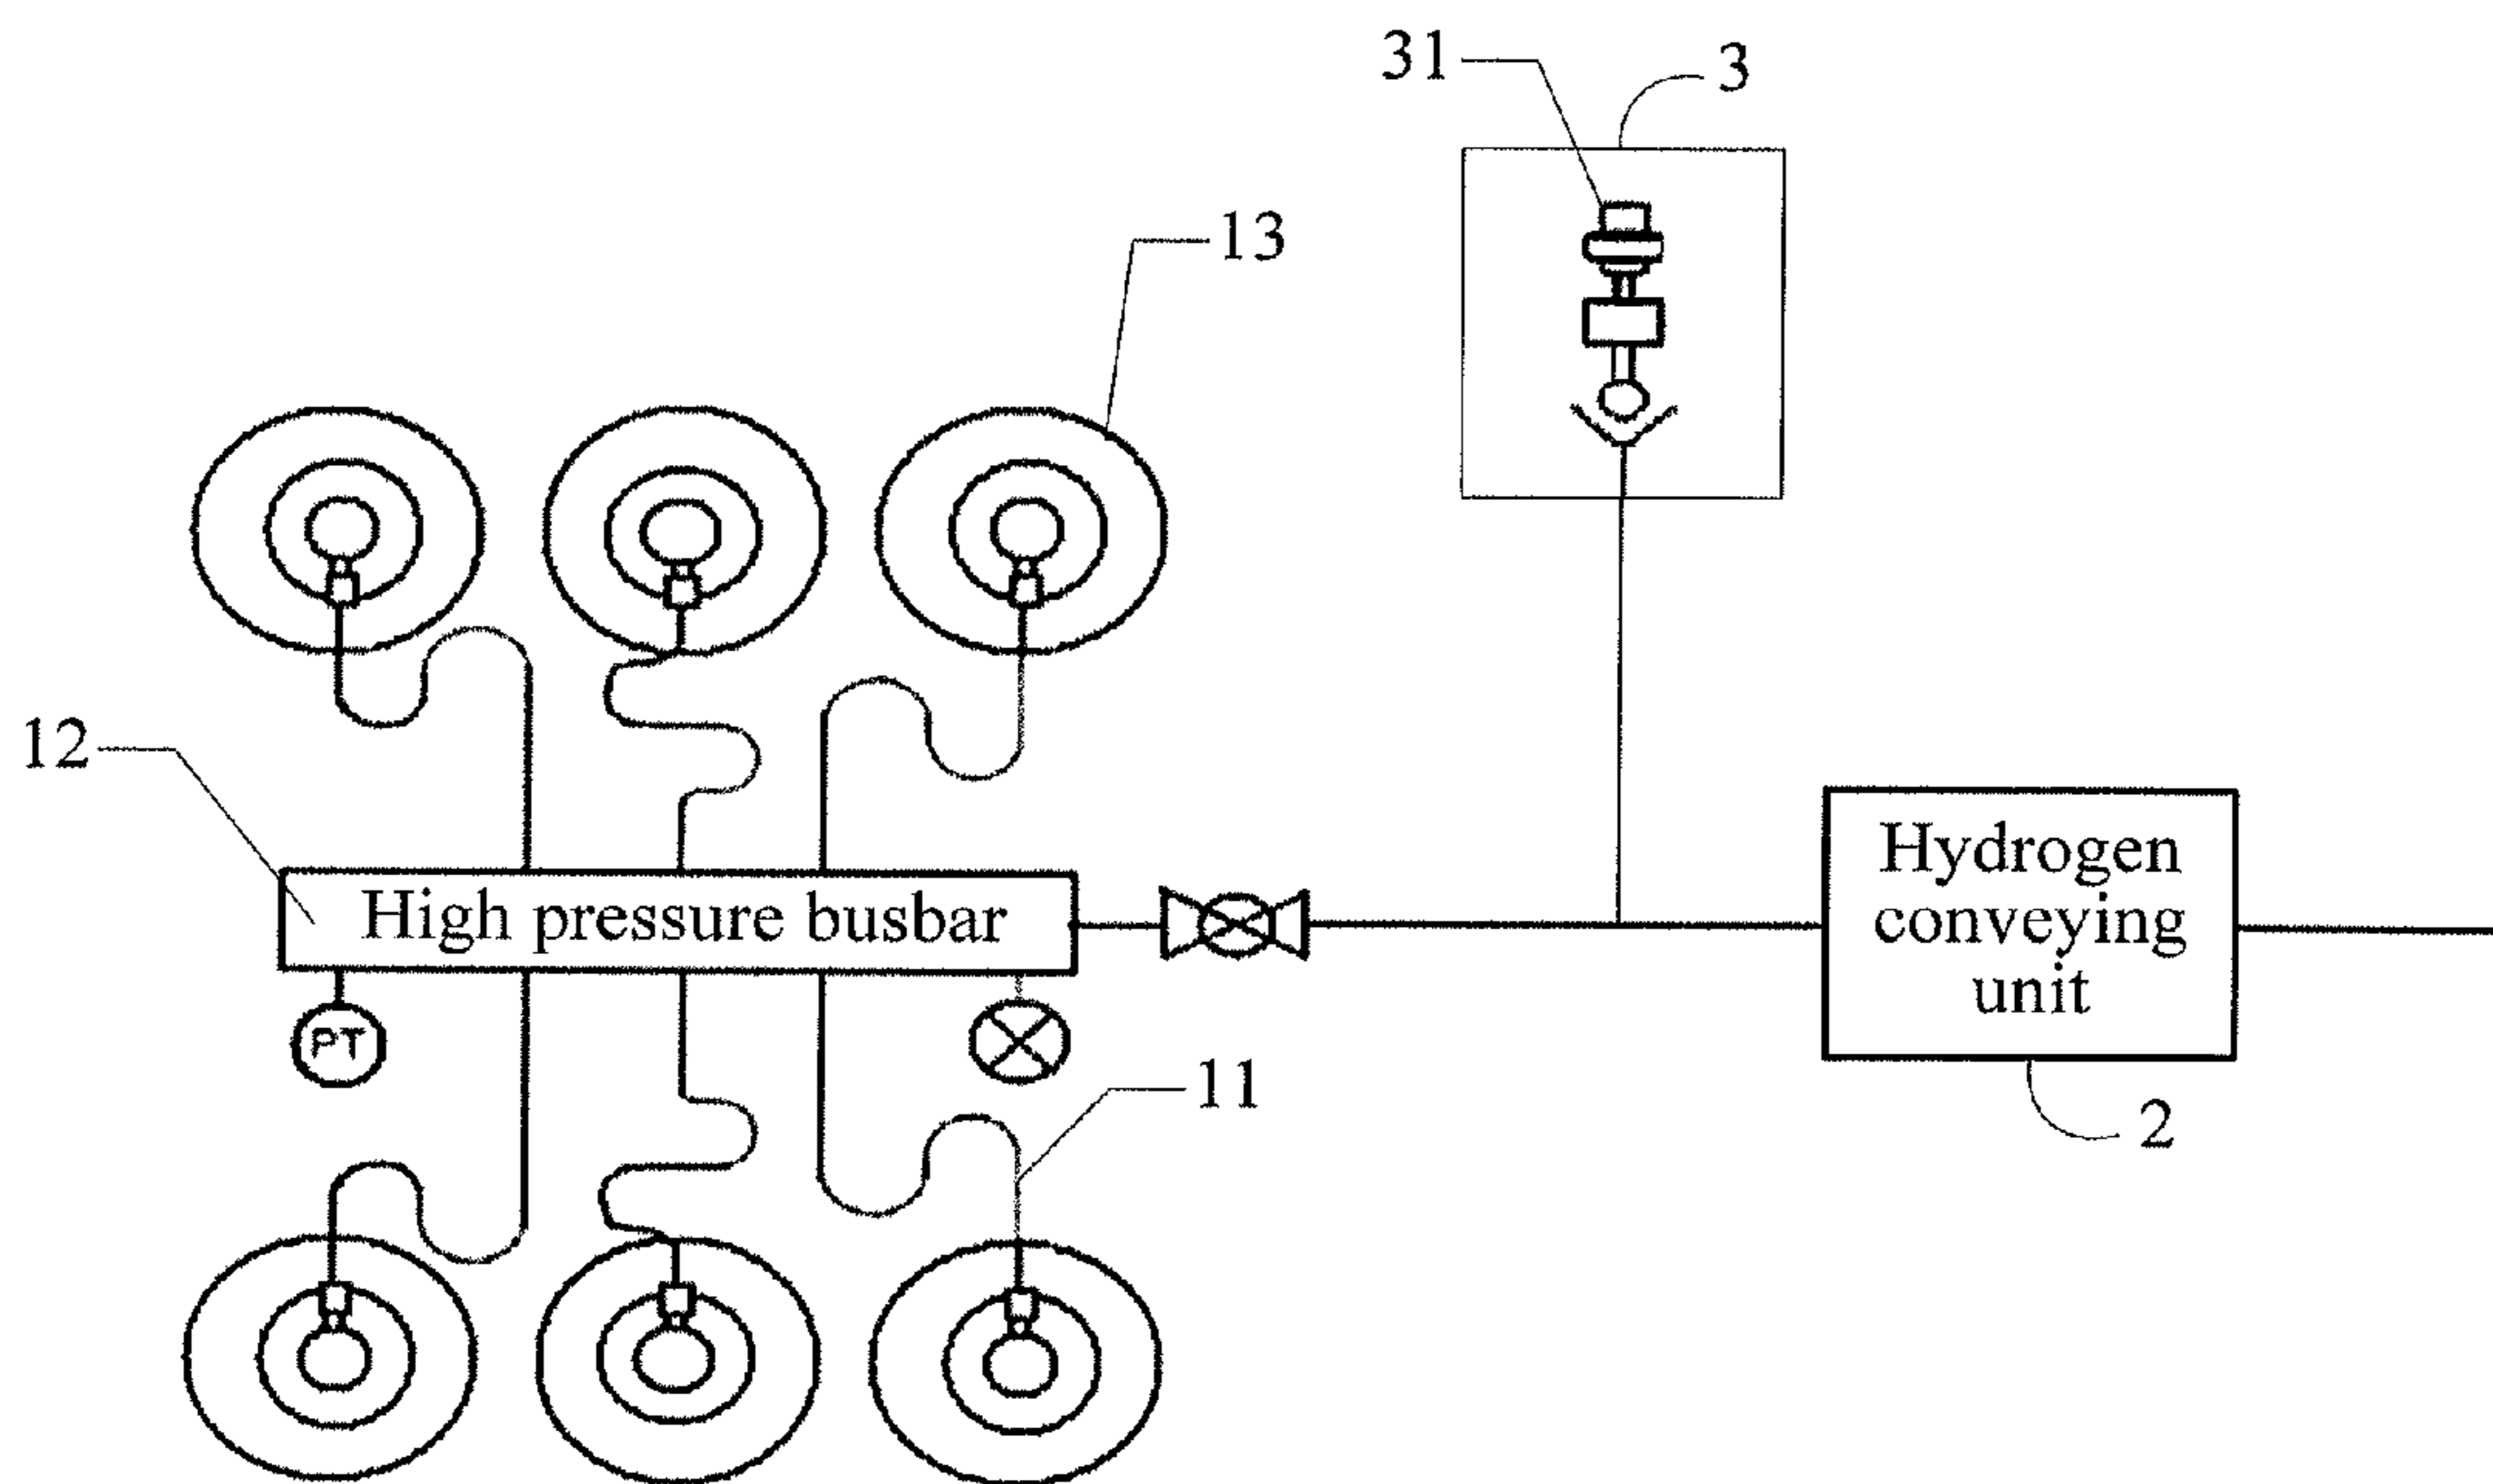 31
3
13
12
High pressure busbar
Hydrogen
conveying
unit
PT
11
2